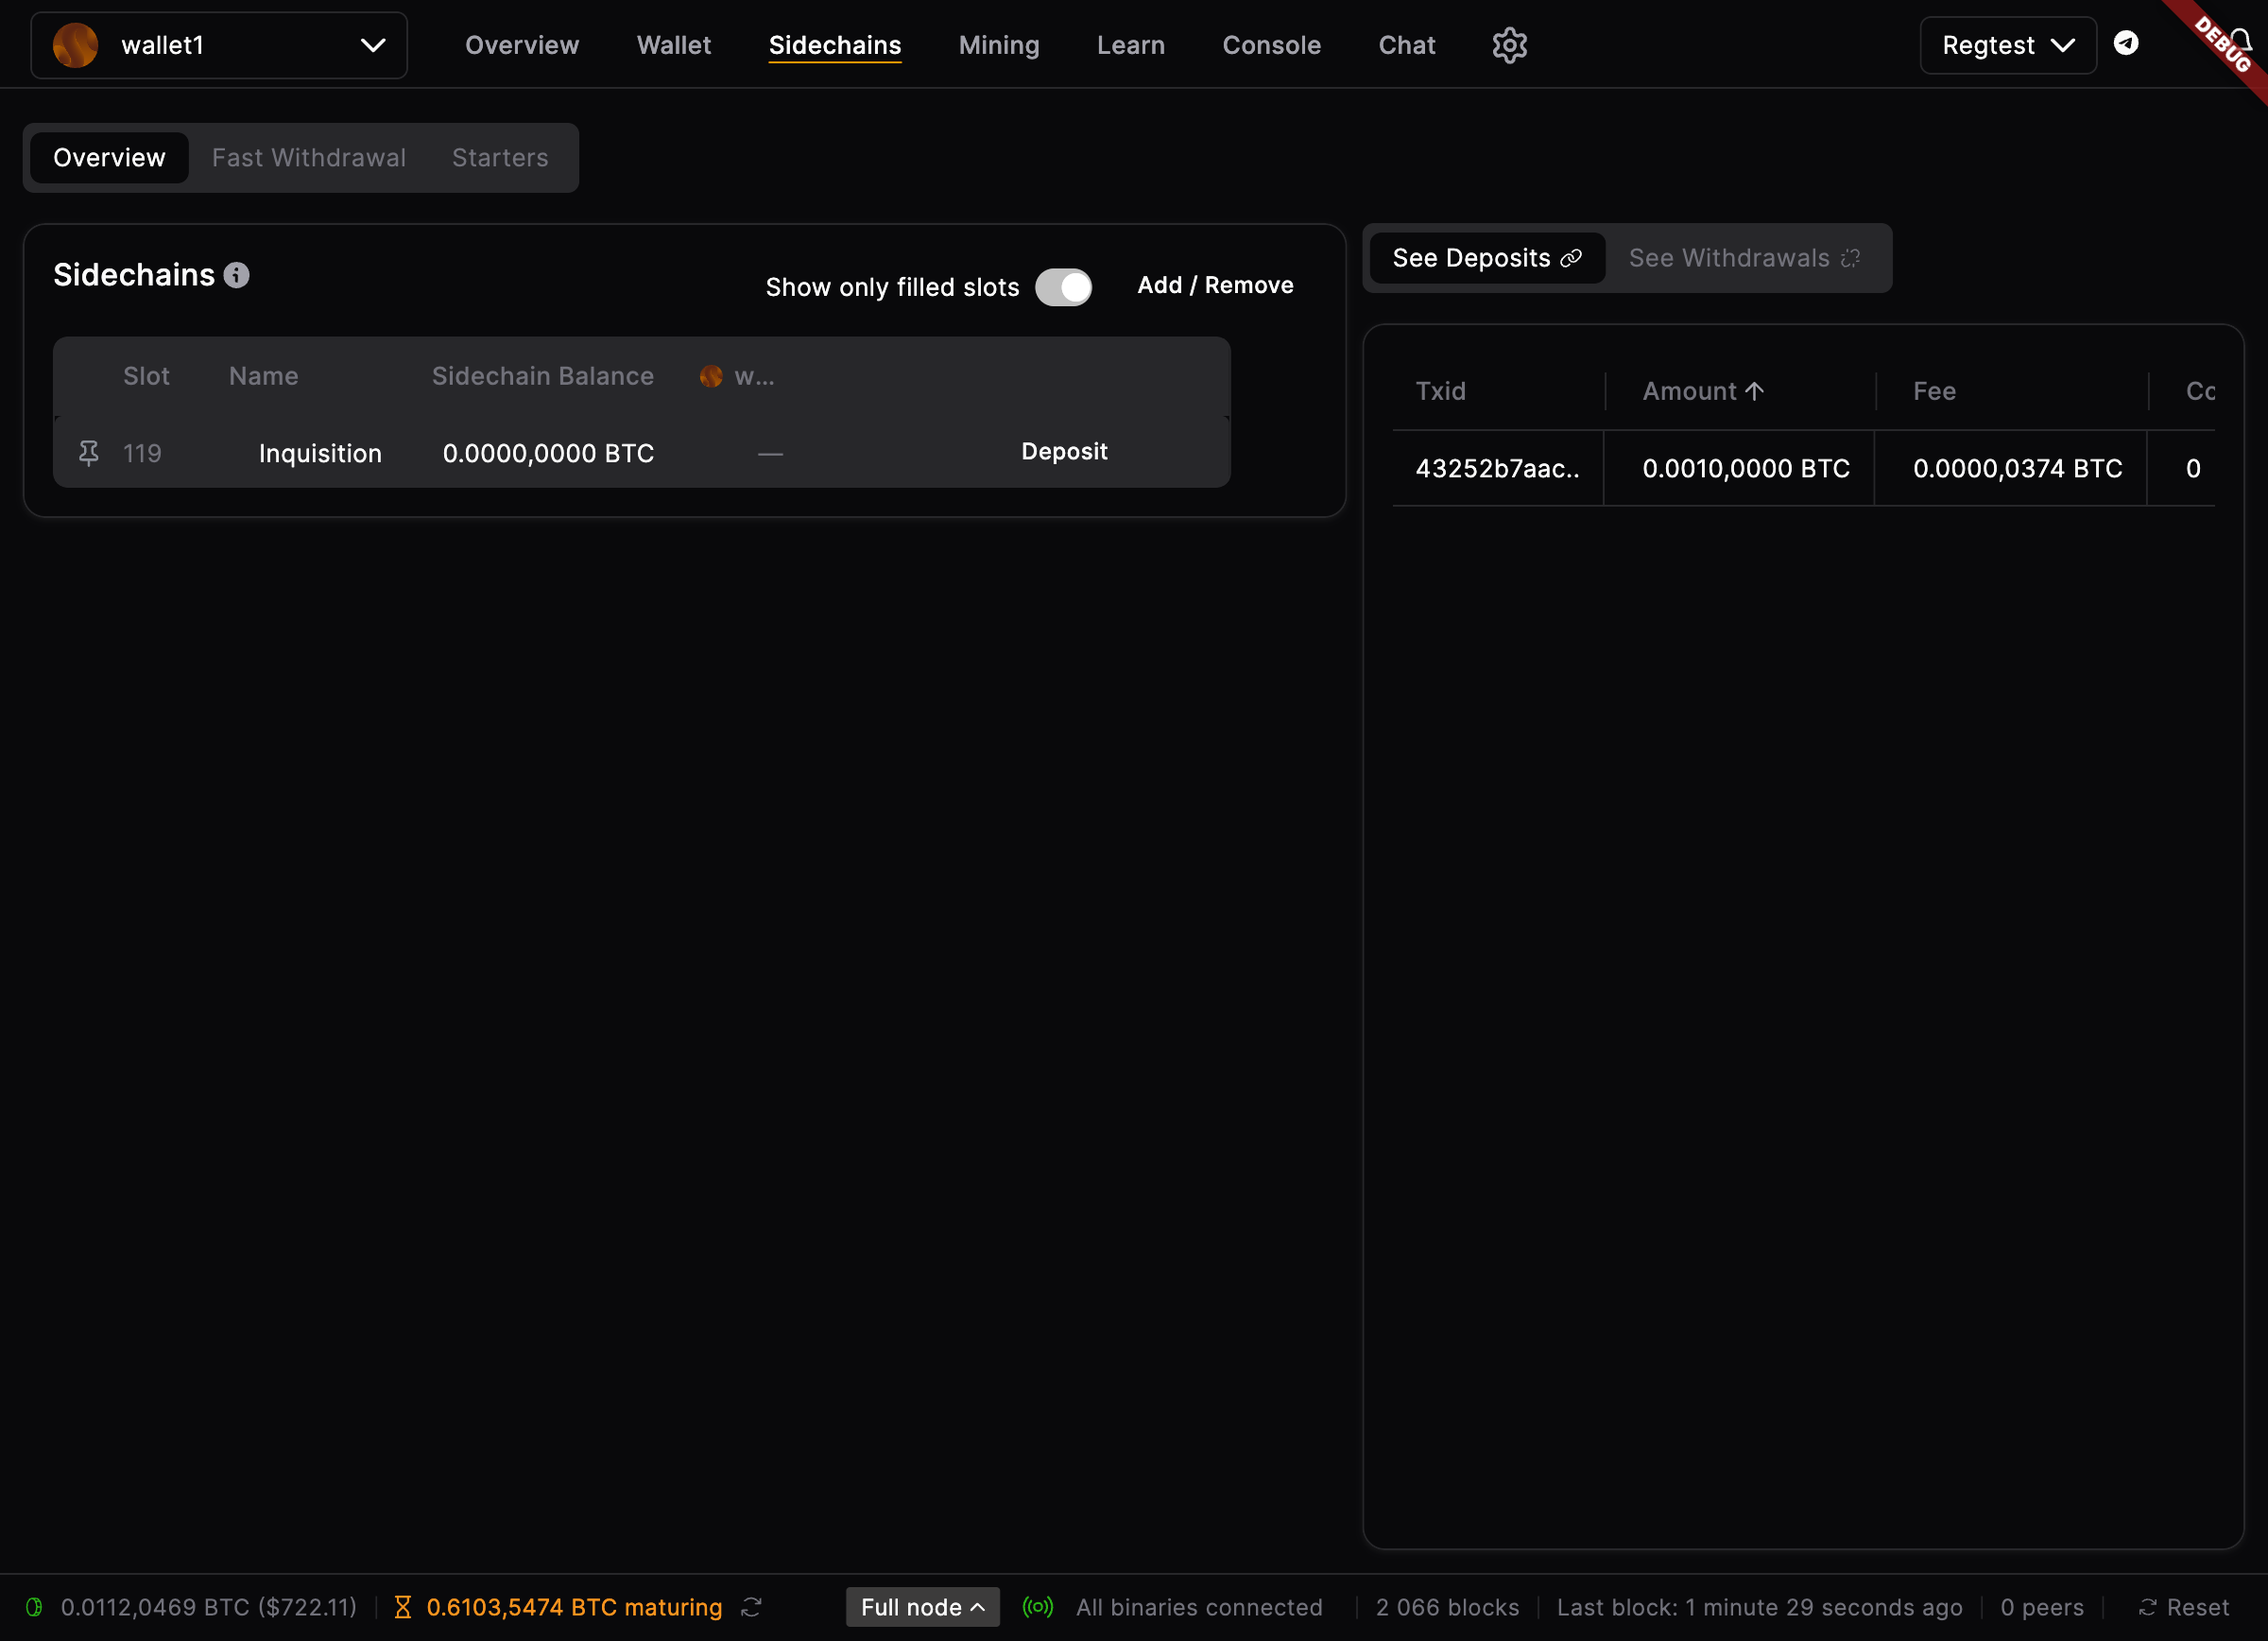 wallet1
Overview Wallet Sidechains Mining Learn Console Chat
Regtest
DEBUG
Overview Fast Withdrawal Starters
Sidechains
Show only filled slots
Add / Remove
Slot Name Sidechain Balance w...
119 Inquisition 0.0000,0000 BTC — Deposit
See Deposits See Withdrawals
Txid Amount Fee Co
43252b7aac.. 0.0010,0000 BTC 0.0000,0374 BTC 0
0.0112,0469 BTC ($722.11) 0.6103,5474 BTC maturing Full node All binaries connected 2 066 blocks Last block: 1 minute 29 seconds ago 0 peers Reset